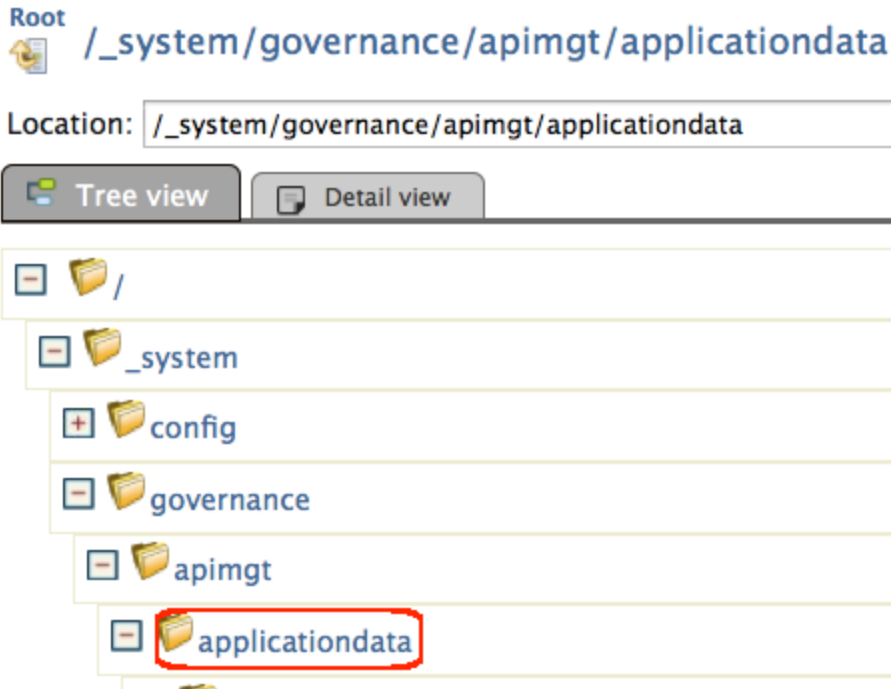 Root
/_system/governance/apimgt/applicationdata
Location: /_system/governance/apimgt/applicationdata
Tree view Detail view
/
_system
config
governance
apimgt
applicationdata